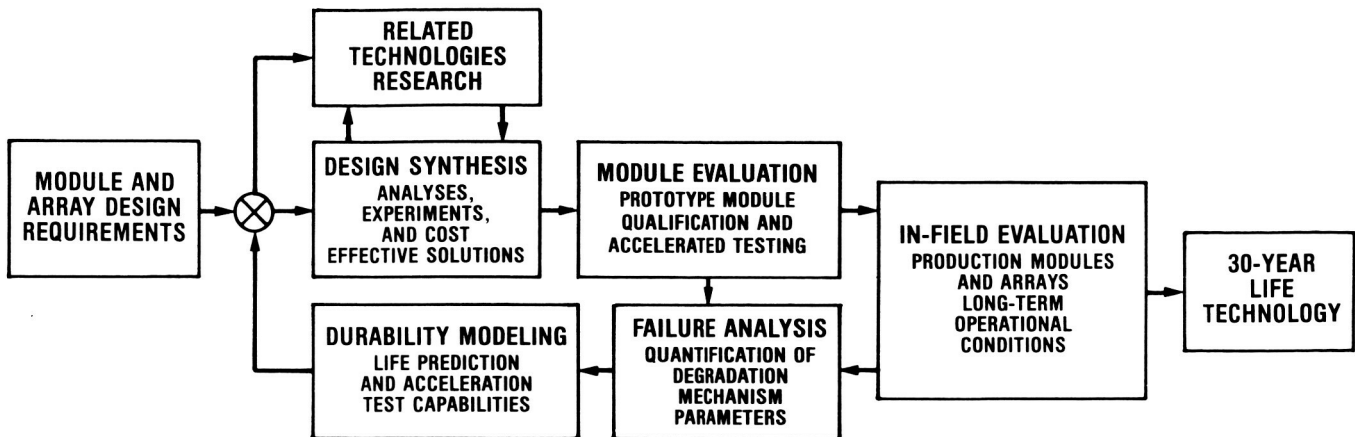 RELATED
TECHNOLOGIES
RESEARCH
MODULE AND
ARRAY DESIGN
REQUIREMENTS
DESIGN SYNTHESIS
ANALYSES,
EXPERIMENTS,
AND COST
EFFECTIVE SOLUTIONS
MODULE EVALUATION
PROTOTYPE MODULE
QUALIFICATION AND
ACCELERATED TESTING
IN-FIELD EVALUATION
PRODUCTION MODULES
AND ARRAYS
LONG-TERM
OPERATIONAL
CONDITIONS
30-YEAR
LIFE
TECHNOLOGY
DURABILITY MODELING
LIFE PREDICTION
AND ACCELERATION
TEST CAPABILITIES
FAILURE ANALYSIS
QUANTIFICATION OF
DEGRADATION
MECHANISM
PARAMETERS